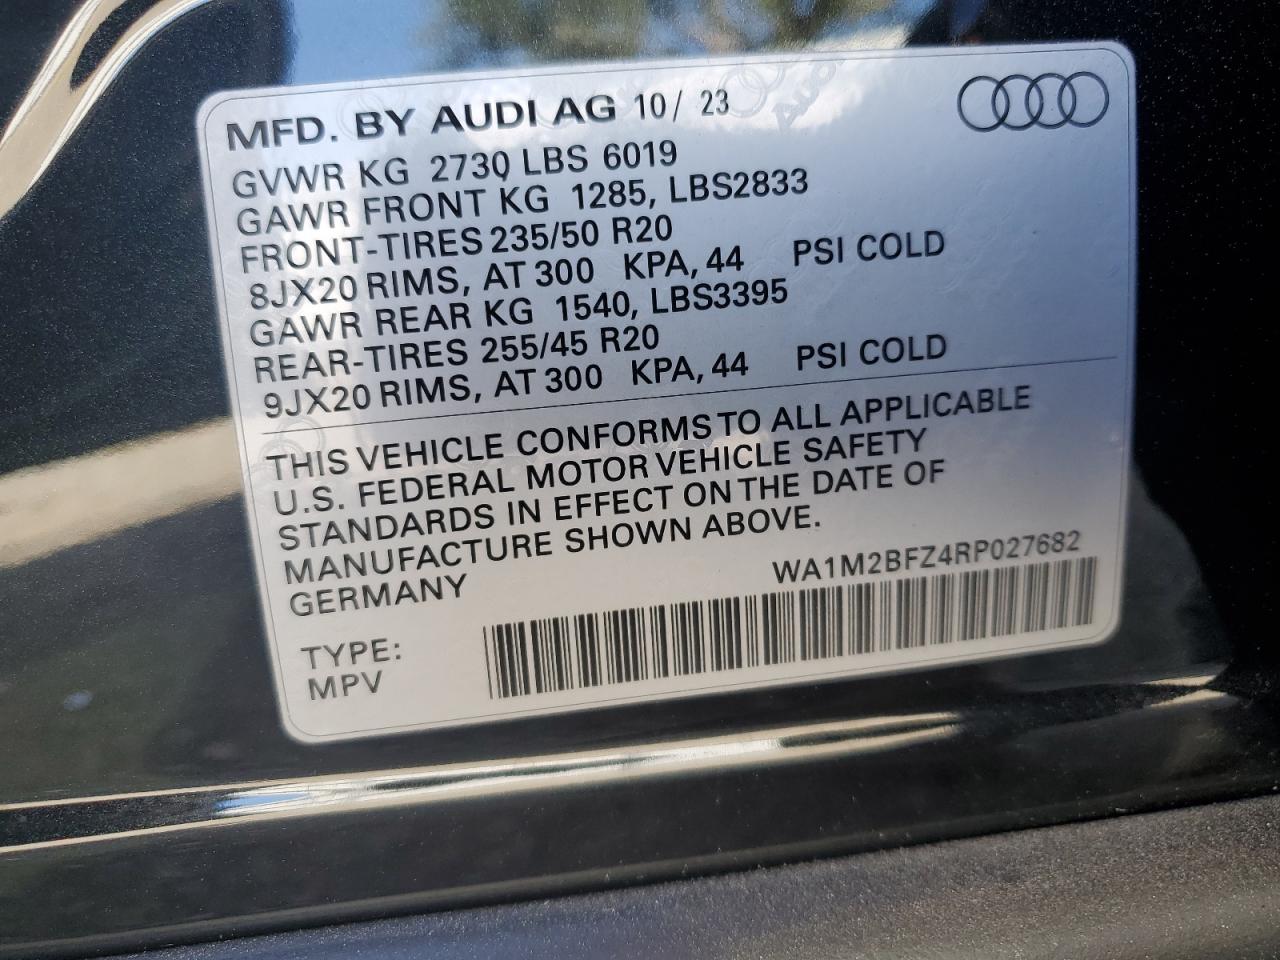 MFD. BY AUDI AG 10/ 23
GVWR KG 2730 LBS 6019
GAWR FRONT KG 1285, LBS2833
FRONT-TIRES 235/50 R20
8JX20 RIMS, AT 300 KPA, 44 PSI COLD
GAWR REAR KG 1540, LBS3395
REAR-TIRES 255/45 R20
9JX20 RIMS, AT 300 KPA, 44 PSI COLD
THIS VEHICLE CONFORMS TO ALL APPLICABLE
U.S. FEDERAL MOTOR VEHICLE SAFETY
STANDARDS IN EFFECT ON THE DATE OF
MANUFACTURE SHOWN ABOVE.
GERMANY
WA1M2BFZ4RP027682
TYPE:
MPV